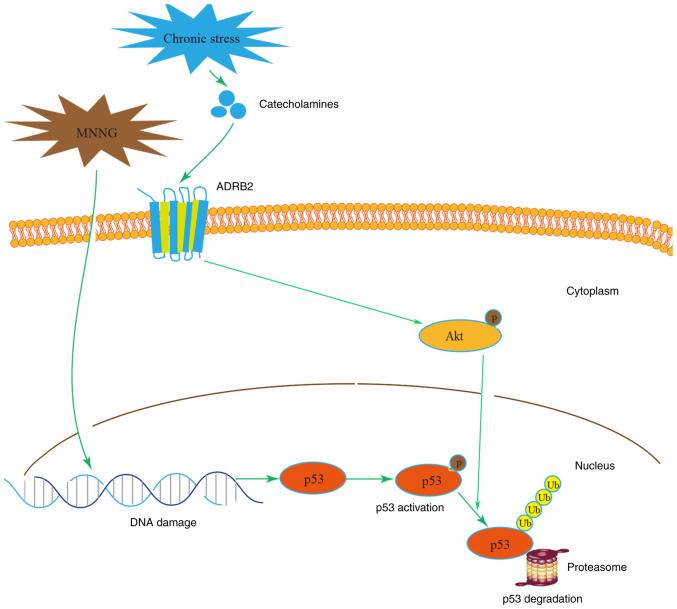 Chronic stress
Catecholamines
MNNG
ADRB2
Cytoplasm
P
Akt
P
Nucleus
p53
p53
Ub
Ub
Ub
Ub
p53 activation
DNA damage
p53
Proteasome
p53 degradation